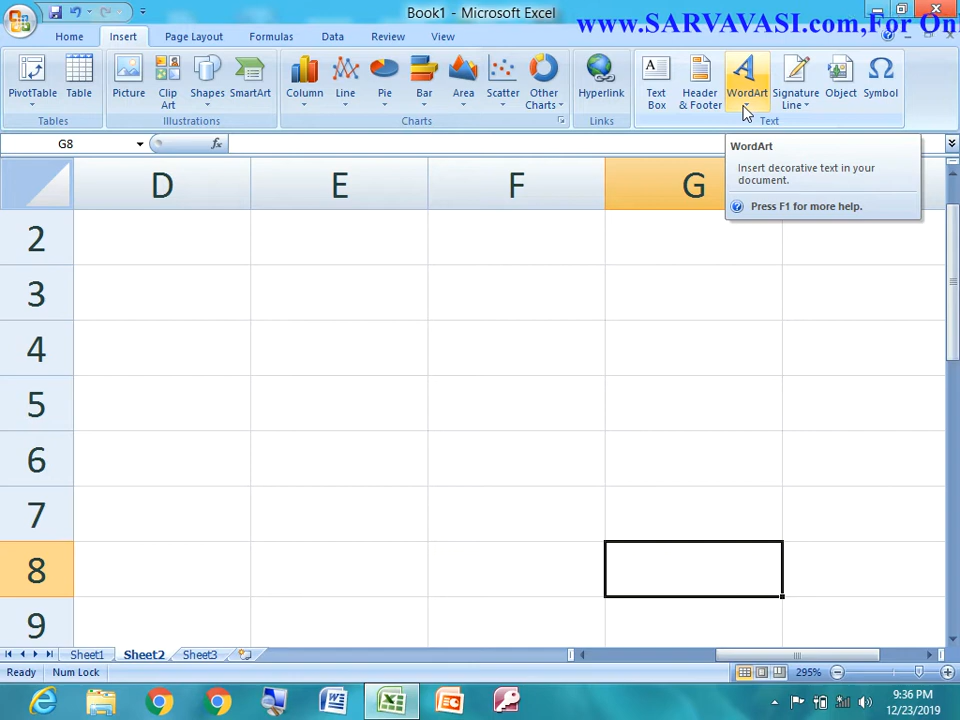 Book1 - Microsoft Excel
www.SARVAVASI.com,For On
Home Insert Page Layout Formulas Data Review View
PivotTable Table Picture Clip Art Shapes SmartArt Column Line Pie Bar Area Scatter Other Charts Hyperlink Text Box Header & Footer WordArt Signature Line Object Symbol
Tables Illustrations Charts Links Text
G8 fx
WordArt
Insert decorative text in your
document.
Press F1 for more help.
D E F G
2
3
4
5
6
7
8
9
Sheet1 Sheet2 Sheet3
Ready Num Lock 295%
9:36 PM
12/23/2019